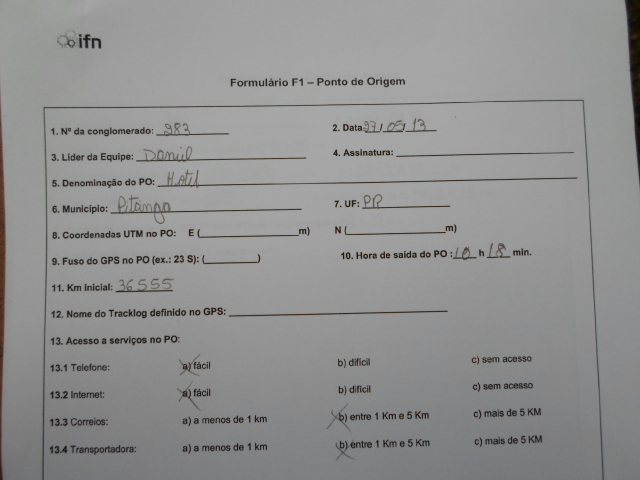 ifn
Formulário F1 – Ponto de Origem
1. Nº da conglomerado: 983 2. Data 27/05/13
3. Lider da Equipe: Daniel 4. Assinatura:
5. Denominação do PO: Hotel
6. Municipio: Pitanga 7. UF: PR
8. Coordenadas UTM no PO: E ( m) N ( m)
9. Fuso do GPS no PO (ex.: 23 S): ( ) 10. Hora de saida do PO: 10 h 18 min.
11. Km Inicial: 36555
12. Nome do Tracklog definido no GPS:
13. Acesso a serviços no PO:
13.1 Telefone: a) fácil b) difícil c) sem acesso
13.2 Internet: a) fácil b) difícil c) sem acesso
13.3 Correios: a) a menos de 1 km b) entre 1 Km e 5 Km c) mais de 5 KM
13.4 Transportadora: a) a menos de 1 km b) entre 1 Km e 5 Km c) mais de 5 KM